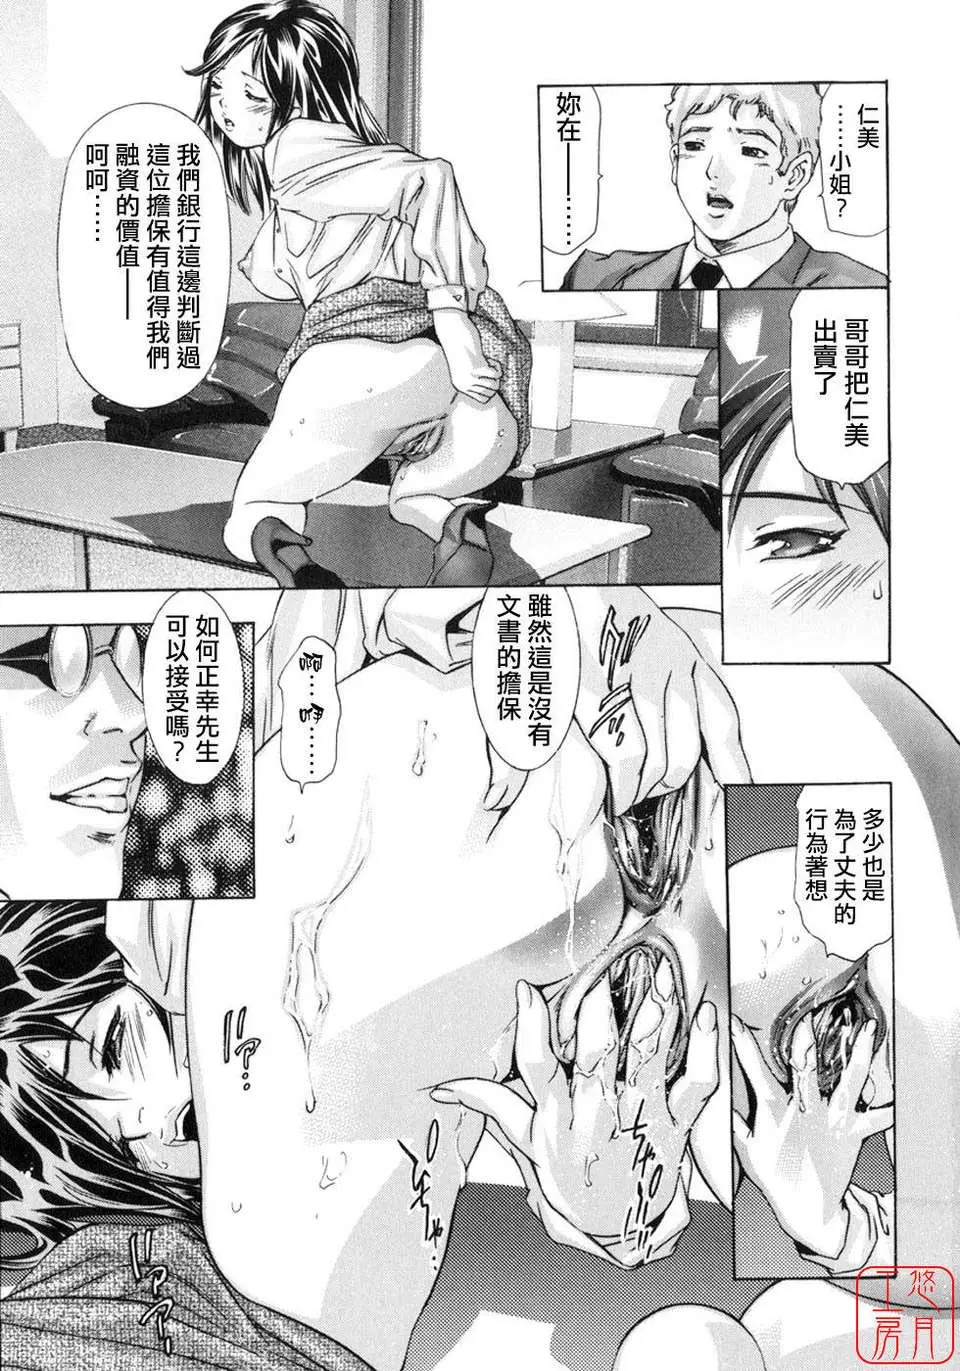 仁美
……小姐？
妳在——……
哥哥把仁美
出賣了
我們銀行這邊判斷過
這位擔保有值得我們
融資的價值——
呵呵……
雖然這是沒有
文書的擔保
啊…咿……
如何正幸先生
可以接受嗎？
多少也是
為了丈夫的
行為著想
悠月
工房